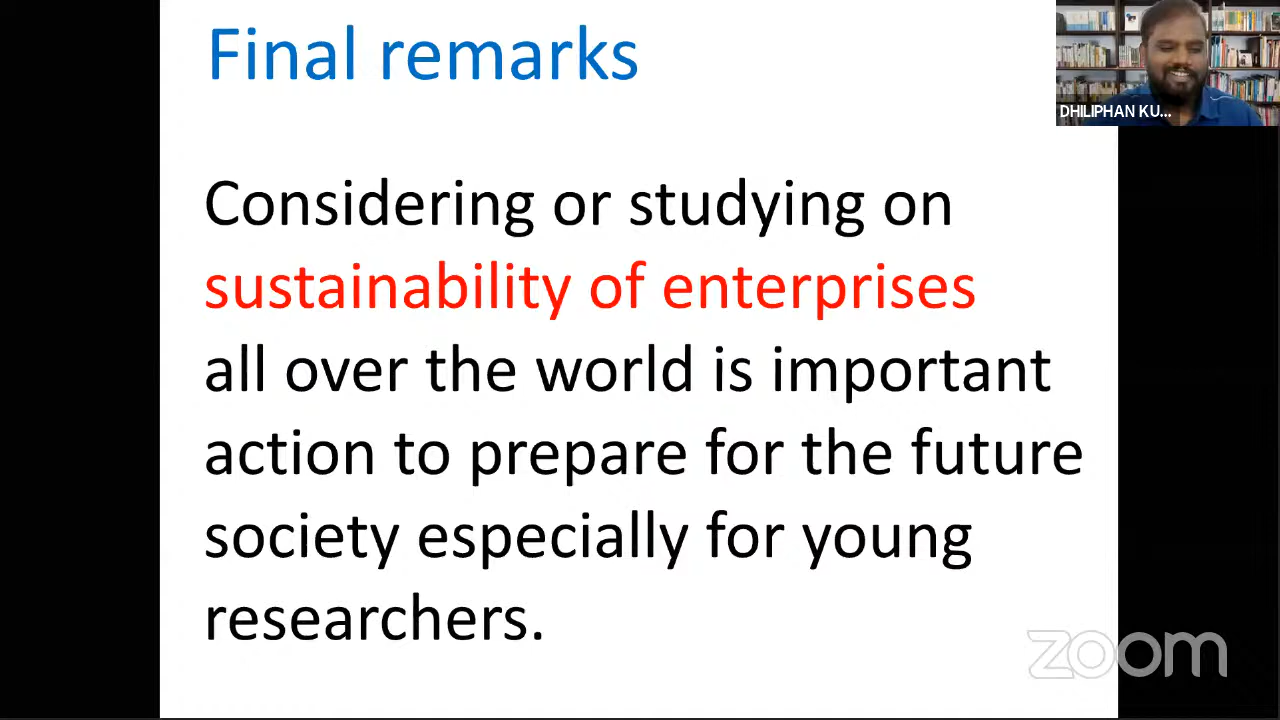 Final remarks
DHILIPHAN KU...
Considering or studying on
sustainability of enterprises
all over the world is important
action to prepare for the future
society especially for young
researchers.
zoom